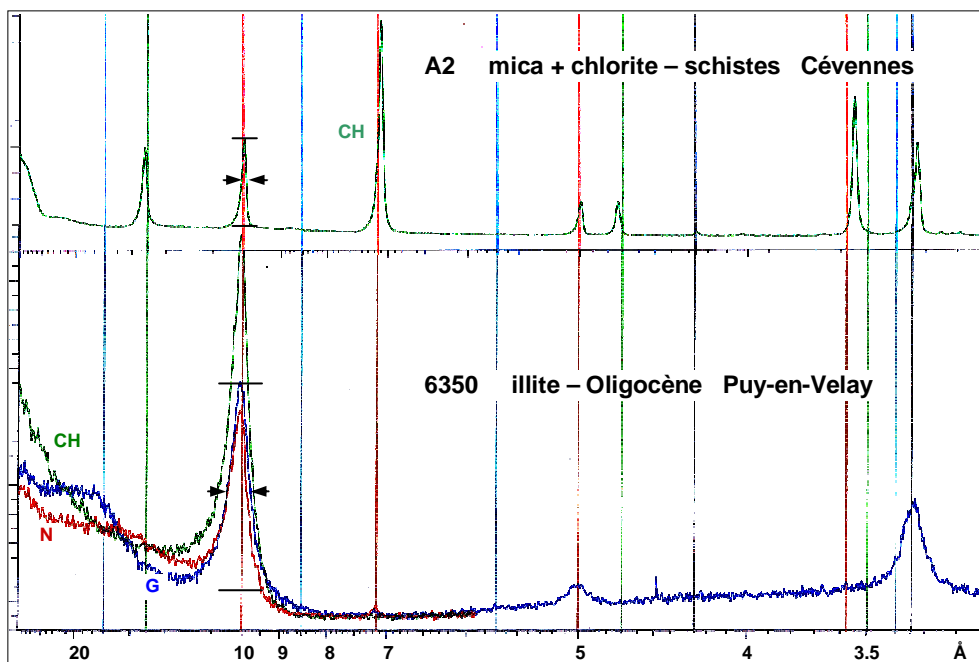 A2 mica + chlorite – schistes Cévennes
CH
6350 illite – Oligocène Puy-en-Velay
CH
N
G
20 10 9 8 7 5 4 3.5 Å